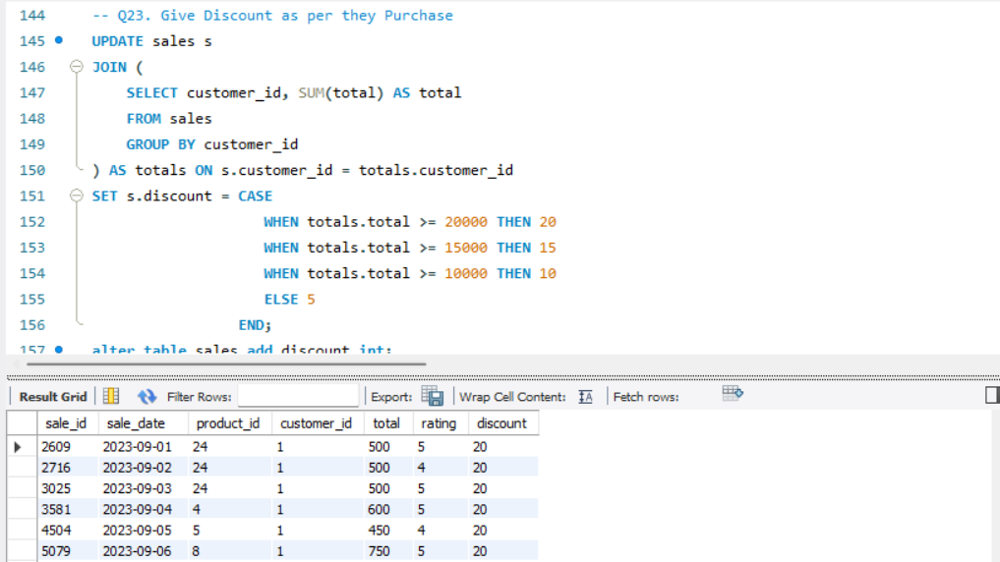 144 -- Q23. Give Discount as per they Purchase
145 UPDATE sales s
146 JOIN (
147 SELECT customer_id, SUM(total) AS total
148 FROM sales
149 GROUP BY customer_id
150 ) AS totals ON s.customer_id = totals.customer_id
151 SET s.discount = CASE
152 WHEN totals.total >= 20000 THEN 20
153 WHEN totals.total >= 15000 THEN 15
154 WHEN totals.total >= 10000 THEN 10
155 ELSE 5
156 END;
157 alter table sales add discount int;
Result Grid Filter Rows: Export: Wrap Cell Content: IA Fetch rows:
sale_id sale_date product_id customer_id total rating discount
2609 2023-09-01 24 1 500 5 20
2716 2023-09-02 24 1 500 4 20
3025 2023-09-03 24 1 500 5 20
3581 2023-09-04 4 1 600 5 20
4504 2023-09-05 5 1 450 4 20
5079 2023-09-06 8 1 750 5 20